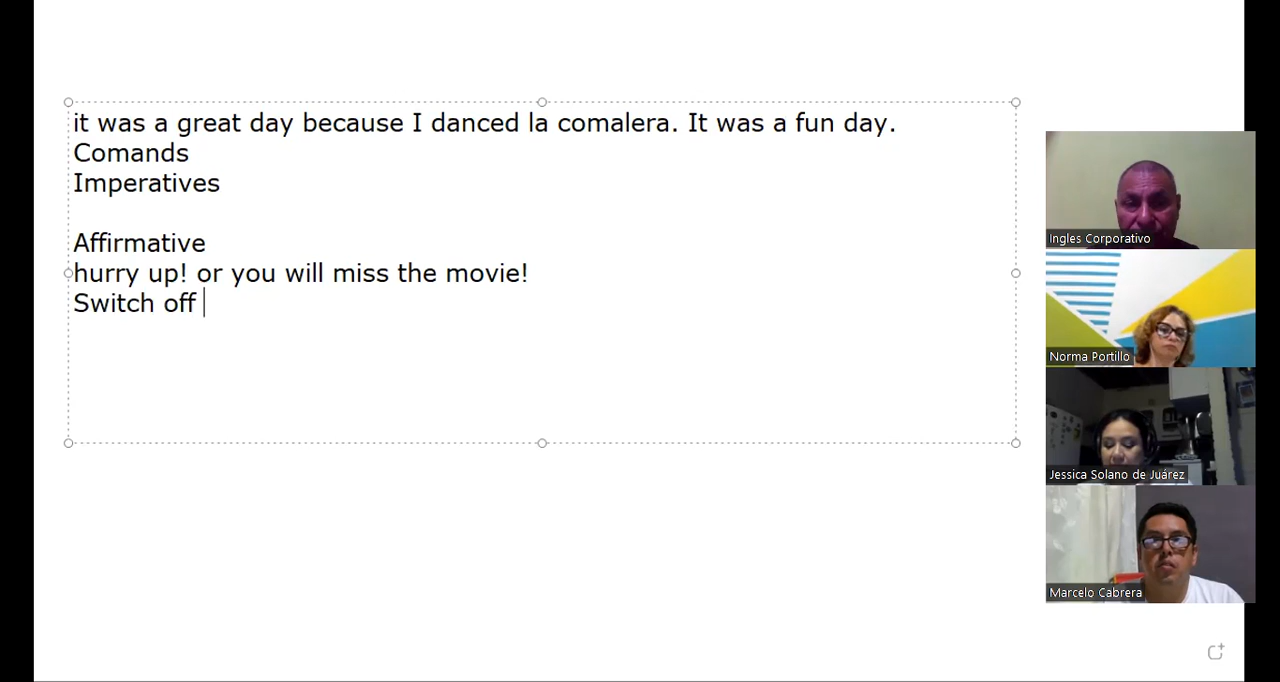 it was a great day because I danced la comalera. It was a fun day.
Comands
Imperatives
Affirmative
hurry up! or you will miss the movie!
Switch off
Ingles Corporativo
Norma Portillo
Jessica Solano de Juárez
Marcelo Cabrera